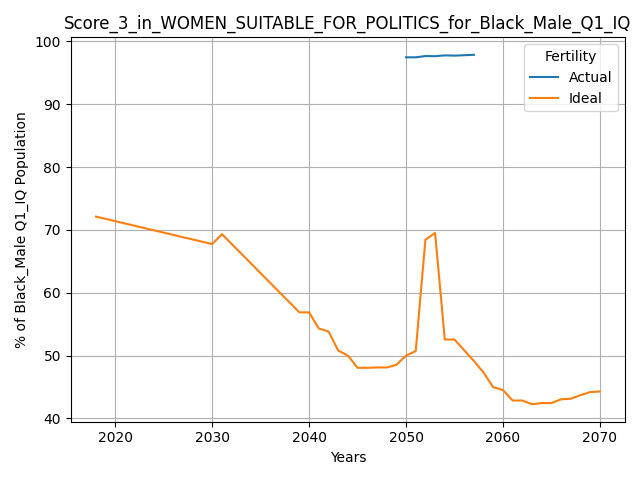 Score_3_in_WOMEN_SUITABLE_FOR_POLITICS_for_Black_Male_Q1_IQ
% of Black_Male Q1_IQ Population
100
90
80
70
60
50
40
Fertility
Actual
Ideal
2020 2030 2040 2050 2060 2070
Years